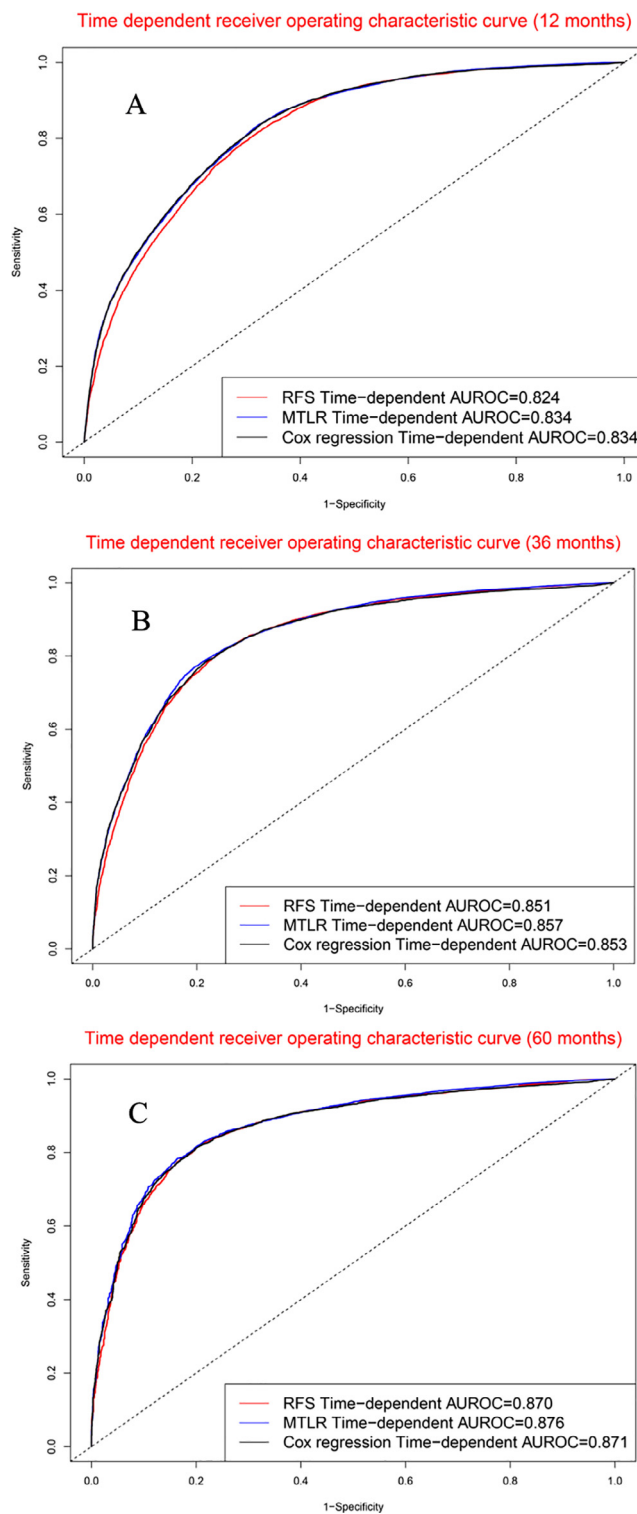 Time dependent receiver operating characteristic curve (12 months)
A
1.0
0.8
0.6
0.4
0.2
0.0
Sensitivity
RFS Time-dependent AUROC=0.824
MTLR Time-dependent AUROC=0.834
Cox regression Time-dependent AUROC=0.834
0.0 0.2 0.4 0.6 0.8 1.0
1-Specificity
Time dependent receiver operating characteristic curve (36 months)
B
1.0
0.8
0.6
0.4
0.2
0.0
Sensitivity
RFS Time-dependent AUROC=0.851
MTLR Time-dependent AUROC=0.857
Cox regression Time-dependent AUROC=0.853
0.0 0.2 0.4 0.6 0.8 1.0
1-Specificity
Time dependent receiver operating characteristic curve (60 months)
C
1.0
0.8
0.6
0.4
0.2
0.0
Sensitivity
RFS Time-dependent AUROC=0.870
MTLR Time-dependent AUROC=0.876
Cox regression Time-dependent AUROC=0.871
0.0 0.2 0.4 0.6 0.8 1.0
1-Specificity